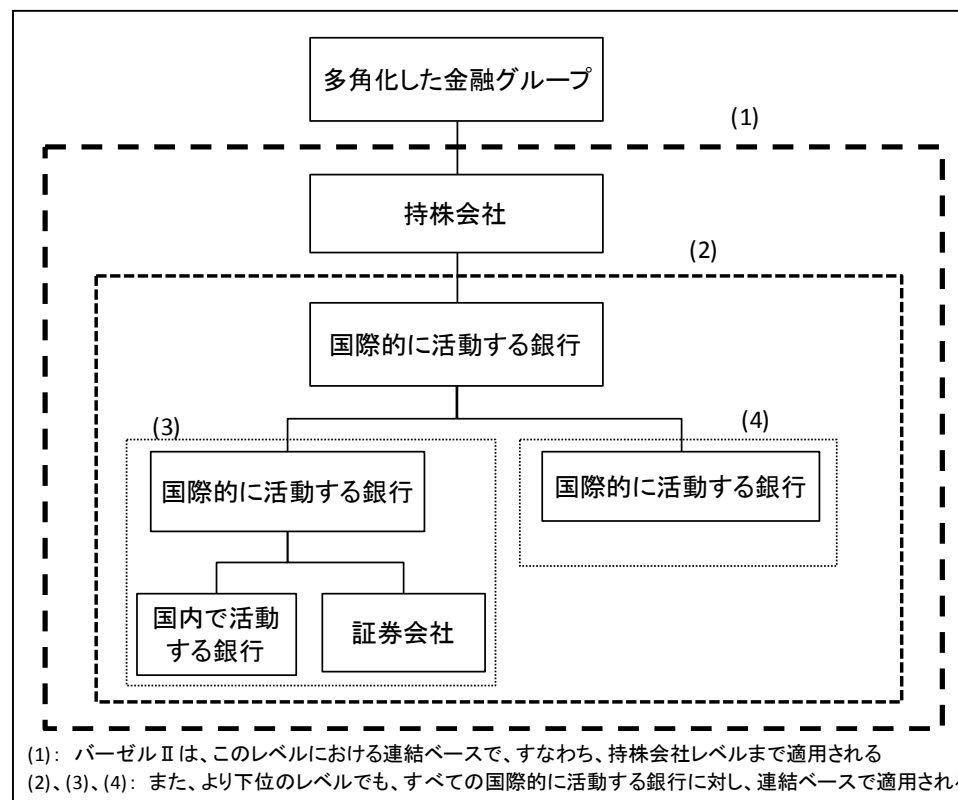 多角化した金融グループ
(1)
持株会社
(2)
国際的に活動する銀行
(3)
(4)
国際的に活動する銀行
国際的に活動する銀行
国内で活動
する銀行
証券会社
(1): バーゼルⅡは、このレベルにおける連結ベースで、すなわち、持株会社レベルまで適用される
(2)、(3)、(4): また、より下位のレベルでも、すべての国際的に活動する銀行に対し、連結ベースで適用され